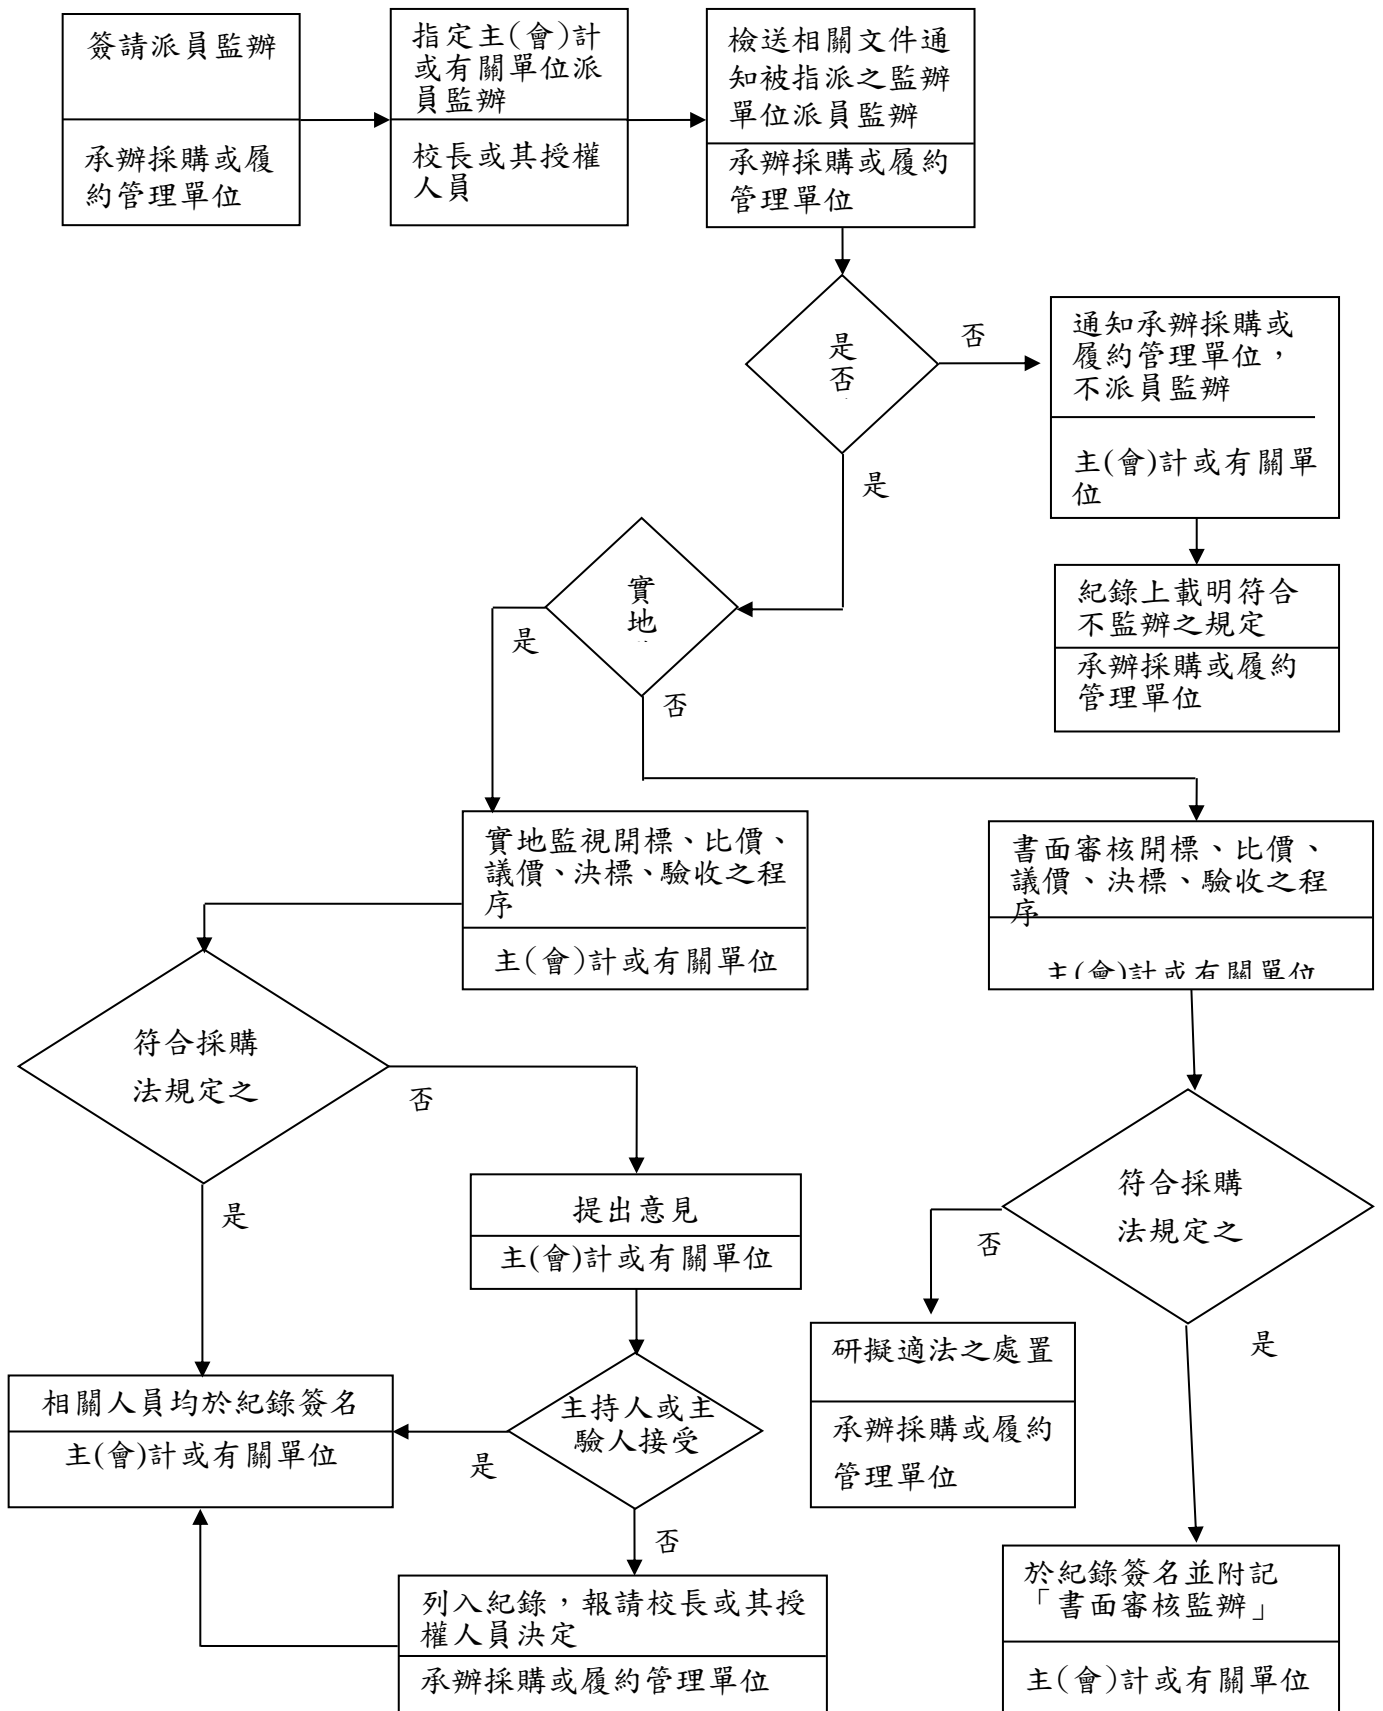 簽請派員監辦
承辦採購或履
約管理單位
指定主(會)計
或有關單位派
員監辦
校長或其授權
人員
檢送相關文件通
知被指派之監辦
單位派員監辦
承辦採購或履約
管理單位
是
否
否
是
通知承辦採購或
履約管理單位，
不派員監辦
主(會)計或有關單
位
紀錄上載明符合
不監辦之規定
承辦採購或履約
管理單位
實
地
是
否
實地監視開標、比價、
議價、決標、驗收之程
序
主(會)計或有關單位
書面審核開標、比價、
議價、決標、驗收之程
序
主(會)計或有關單位
符合採購
法規定之
否
是
提出意見
主(會)計或有關單位
符合採購
法規定之
否
是
研擬適法之處置
承辦採購或履約
管理單位
相關人員均於紀錄簽名
主(會)計或有關單位
主持人或主
驗人接受
是
否
列入紀錄，報請校長或其授
權人員決定
承辦採購或履約管理單位
於紀錄簽名並附記
「書面審核監辦」
主(會)計或有關單位